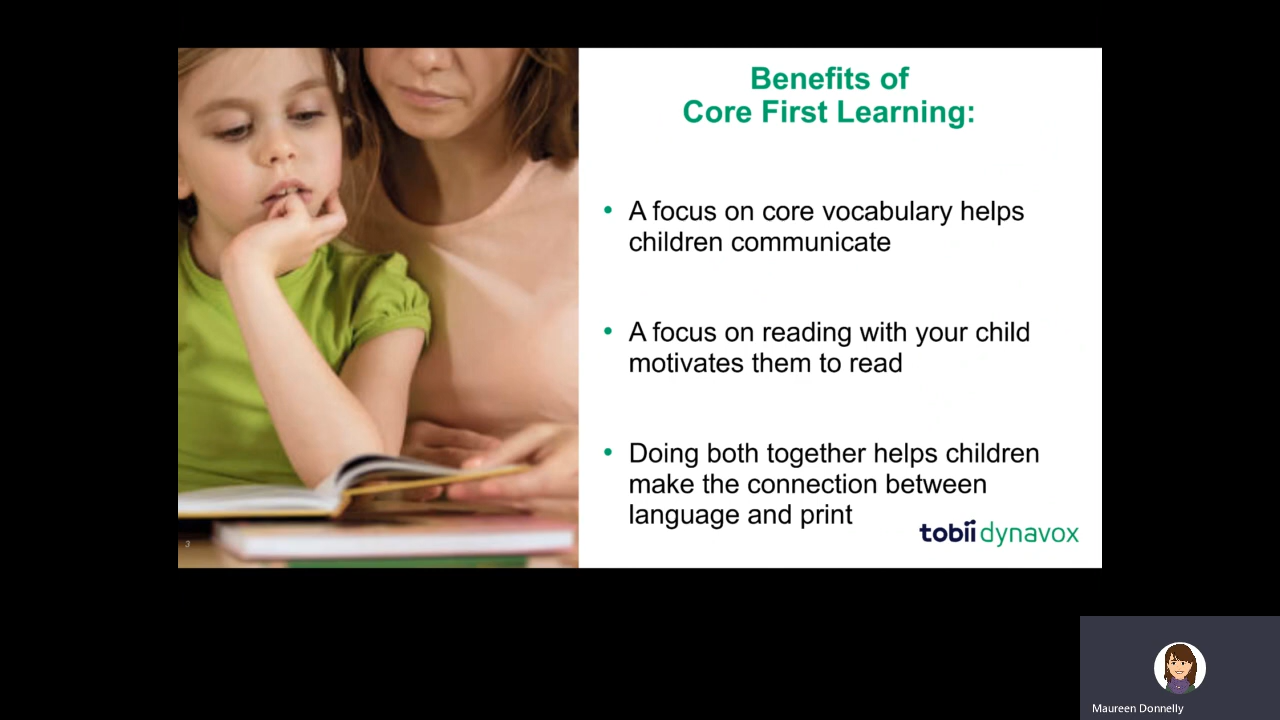 Benefits of
Core First Learning:
• A focus on core vocabulary helps
children communicate
• A focus on reading with your child
motivates them to read
• Doing both together helps children
make the connection between
language and print
tobii dynavox
3
Maureen Donnelly